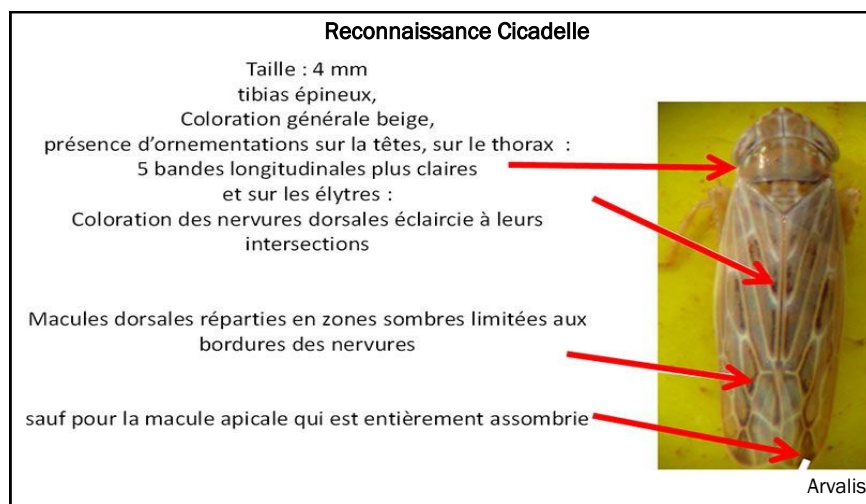 Reconnaissance Cicadelle
Taille : 4 mm
tibias épineux,
Coloration générale beige,
présence d'ornementations sur la têtes, sur le thorax :
5 bandes longitudinales plus claires
et sur les élytres :
Coloration des nervures dorsales éclaircie à leurs
intersections
Macules dorsales réparties en zones sombres limitées aux
bordures des nervures
sauf pour la macule apicale qui est entièrement assombrie
Arvalis